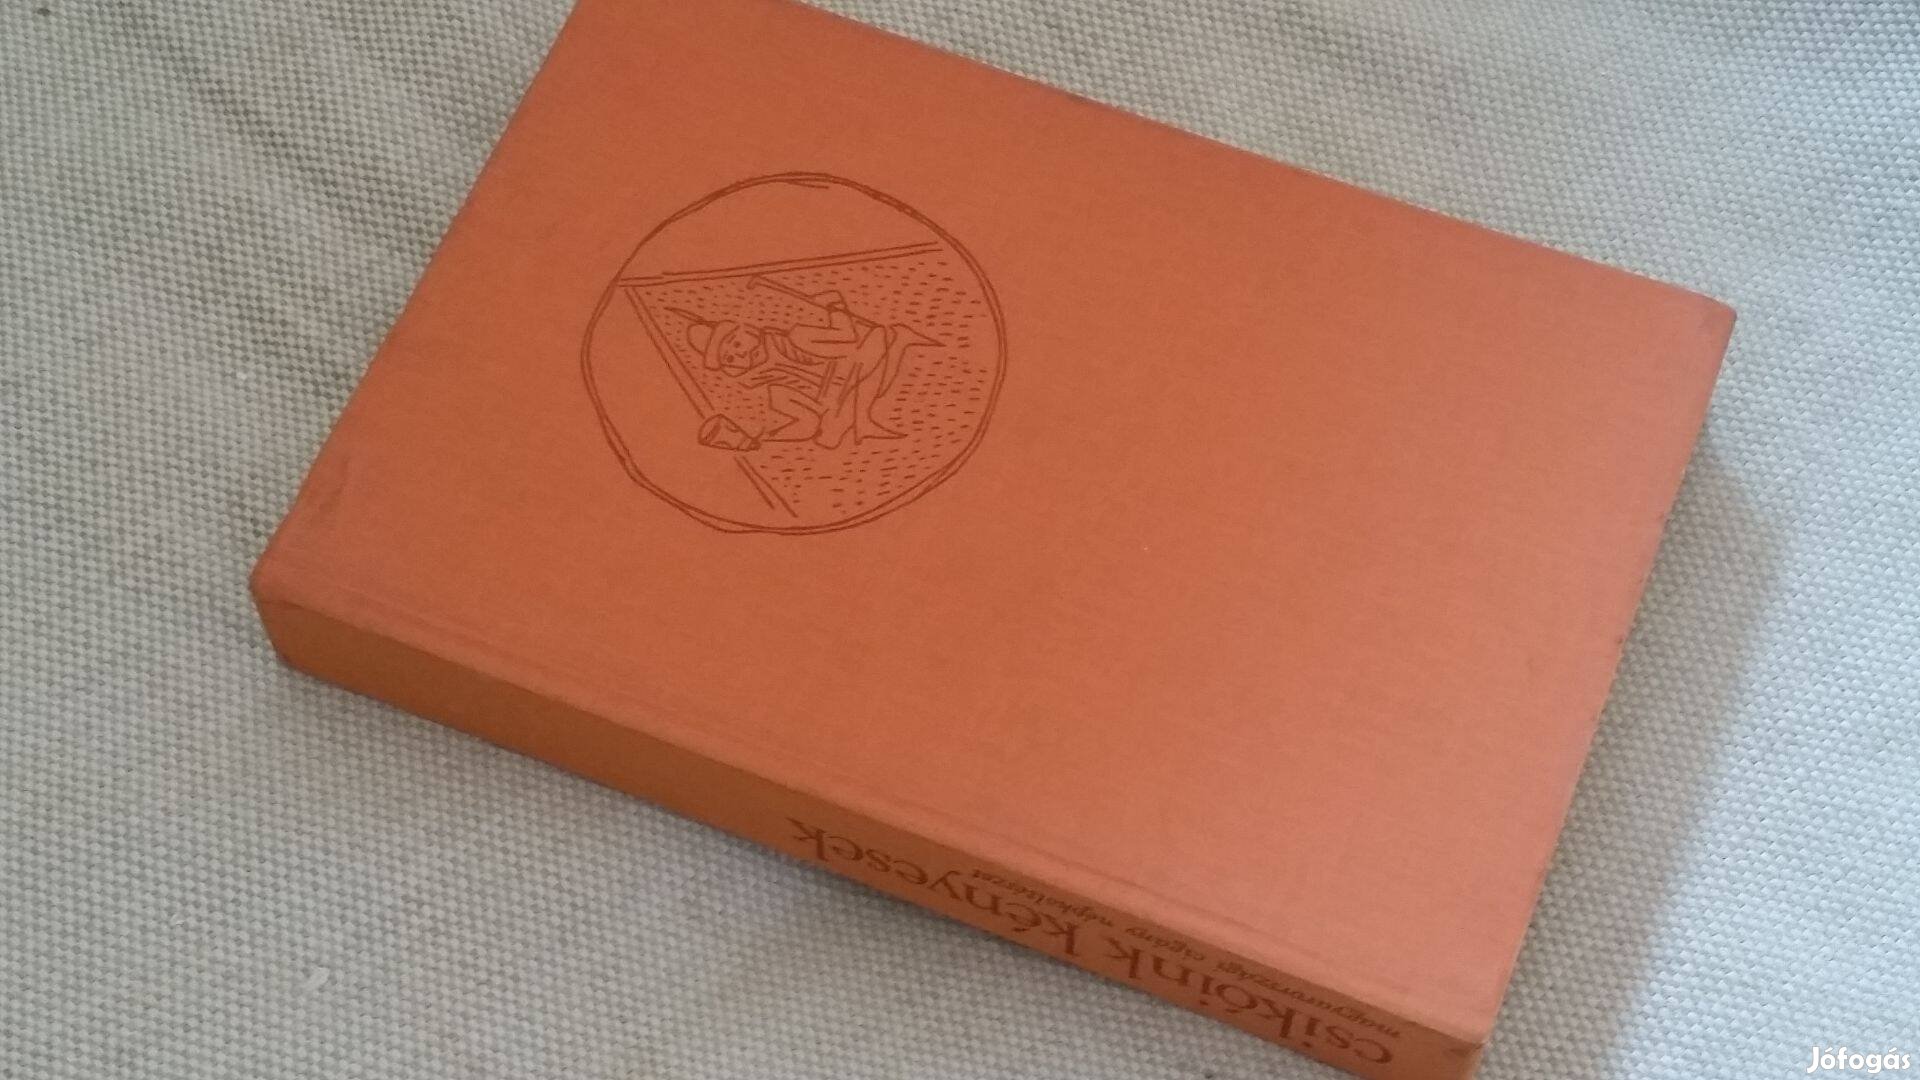 csikóink kényesek
magyarországi cigány népköltészet
Jófogás